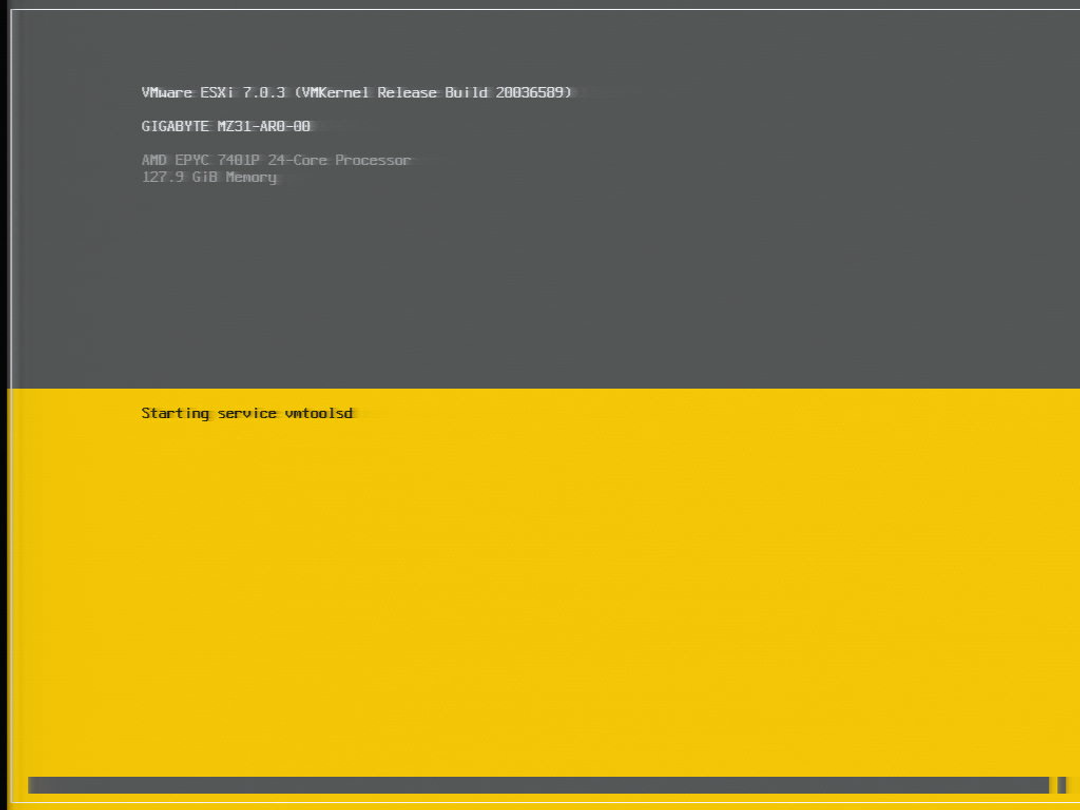 VMware ESXi 7.0.3 (VMKernel Release Build 20036589)
GIGABYTE MZ31-AR0-00
AMD EPYC 7401P 24-Core Processor
127.9 GiB Memory
Starting service vmtoolsd